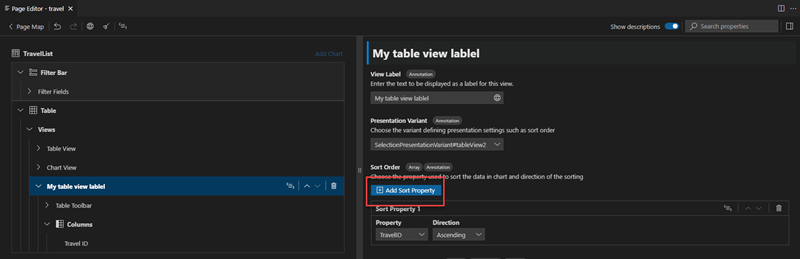 Page Editor - travel
Page Map
Show descriptions
Search properties
TravelList
Add Chart
Filter Bar
Filter Fields
Table
Views
Table View
Chart View
My table view lablel
Table Toolbar
Columns
Travel ID
My table view lablel
View Label Annotation
Enter the text to be displayed as a label for this view.
My table view lablel
Presentation Variant Annotation
Choose the variant defining presentation settings such as sort order
SelectionPresentationVariant#tableView2
Sort Order Array Annotation
Choose the property used to sort the data in chart and direction of the sorting
Add Sort Property
Sort Property 1
Property Direction
TravelID Ascending